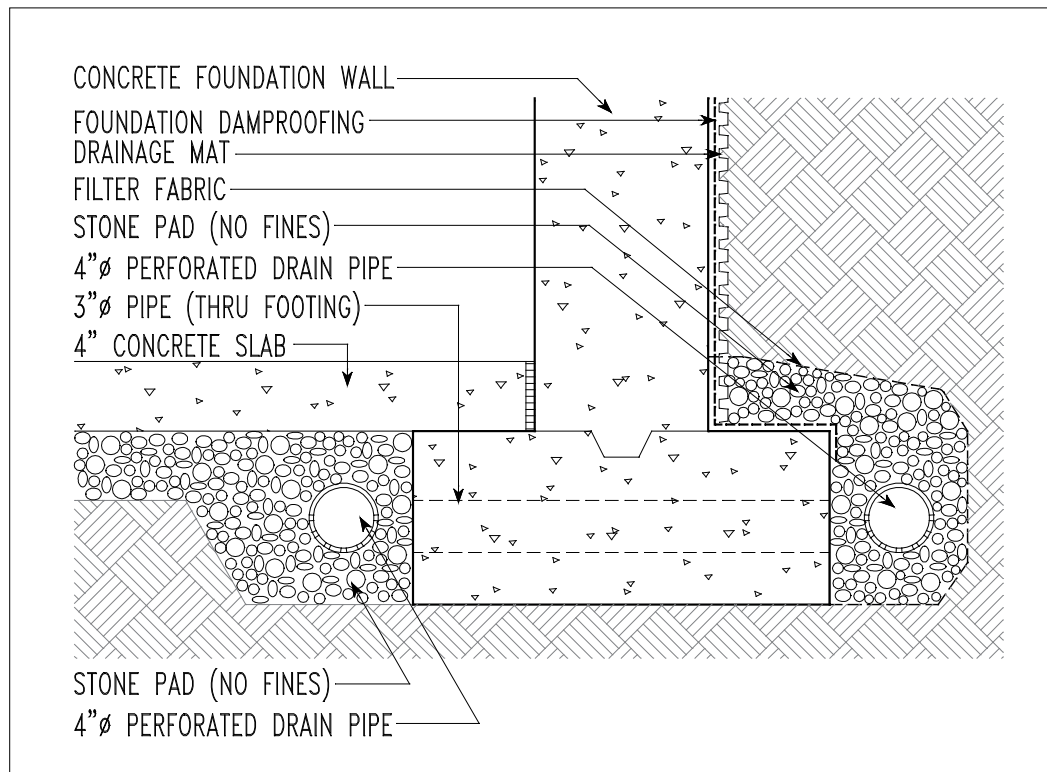 CONCRETE FOUNDATION WALL
FOUNDATION DAMPROOFING
DRAINAGE MAT
FILTER FABRIC
STONE PAD (NO FINES)
4"ø PERFORATED DRAIN PIPE
3"ø PIPE (THRU FOOTING)
4" CONCRETE SLAB
STONE PAD (NO FINES)
4"ø PERFORATED DRAIN PIPE